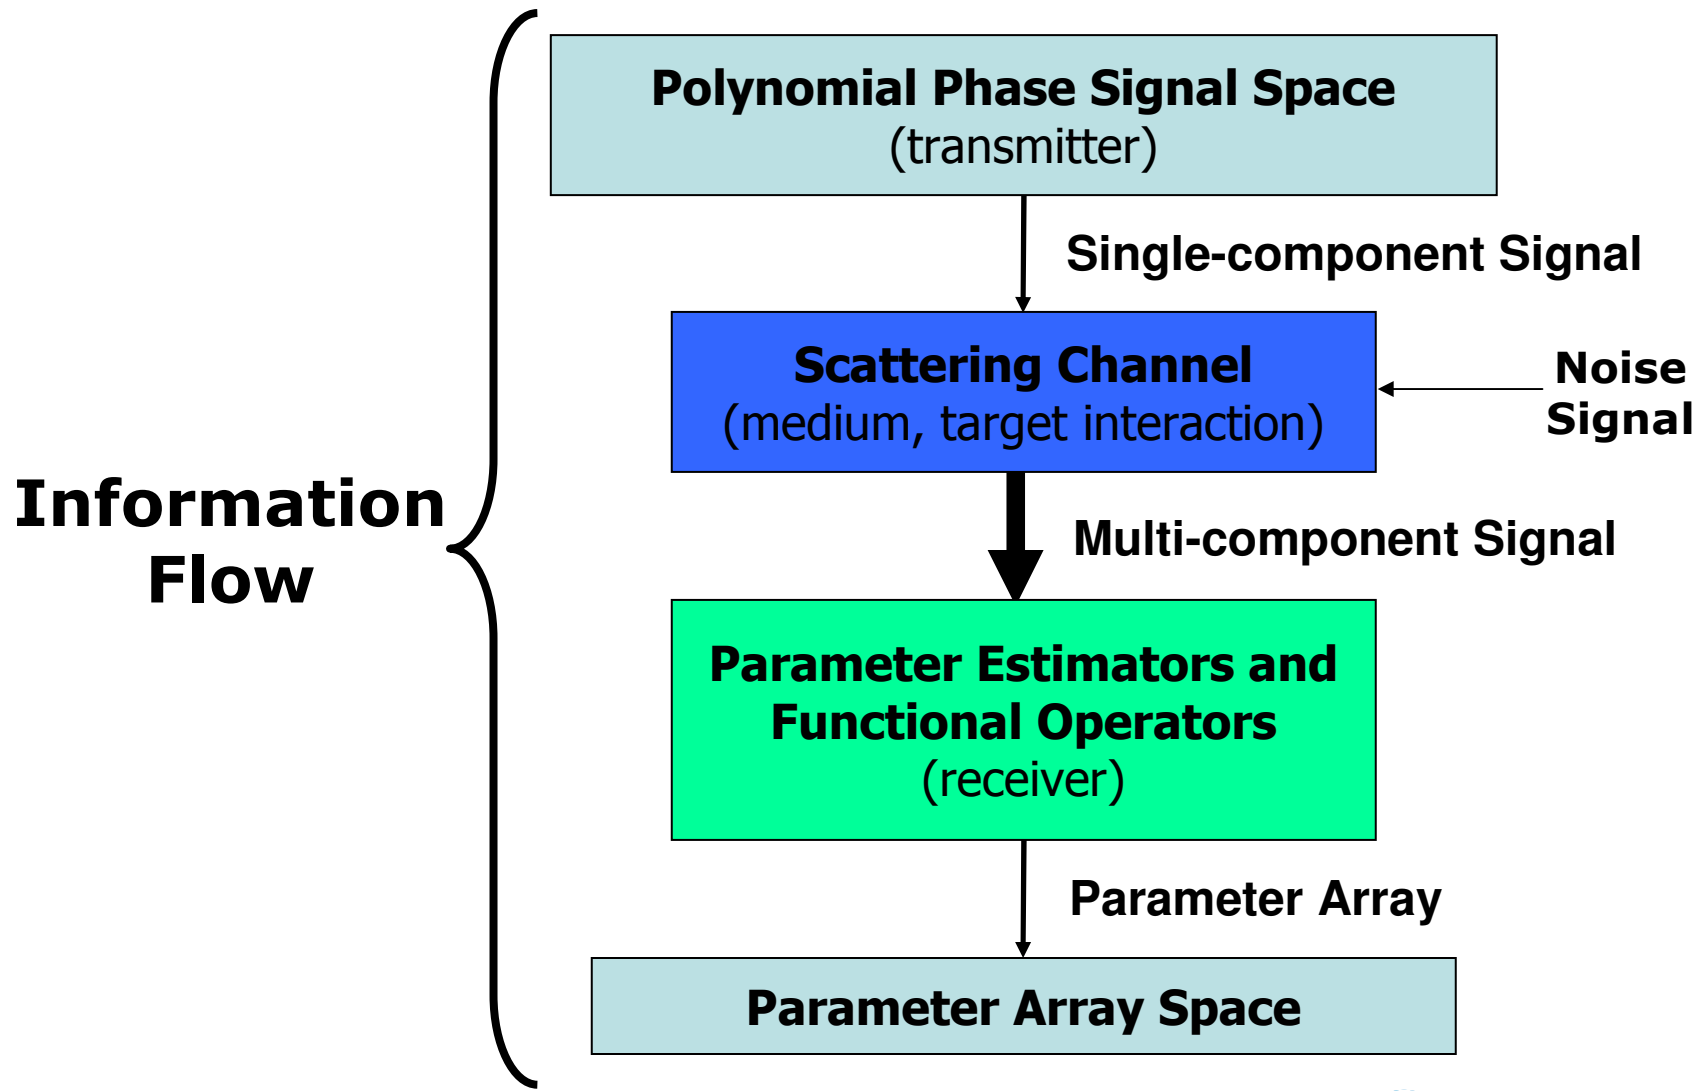 Polynomial Phase Signal Space
(transmitter)
Single-component Signal
Scattering Channel
(medium, target interaction)
Noise
Signal
Information
Flow
Multi-component Signal
Parameter Estimators and
Functional Operators
(receiver)
Parameter Array
Parameter Array Space